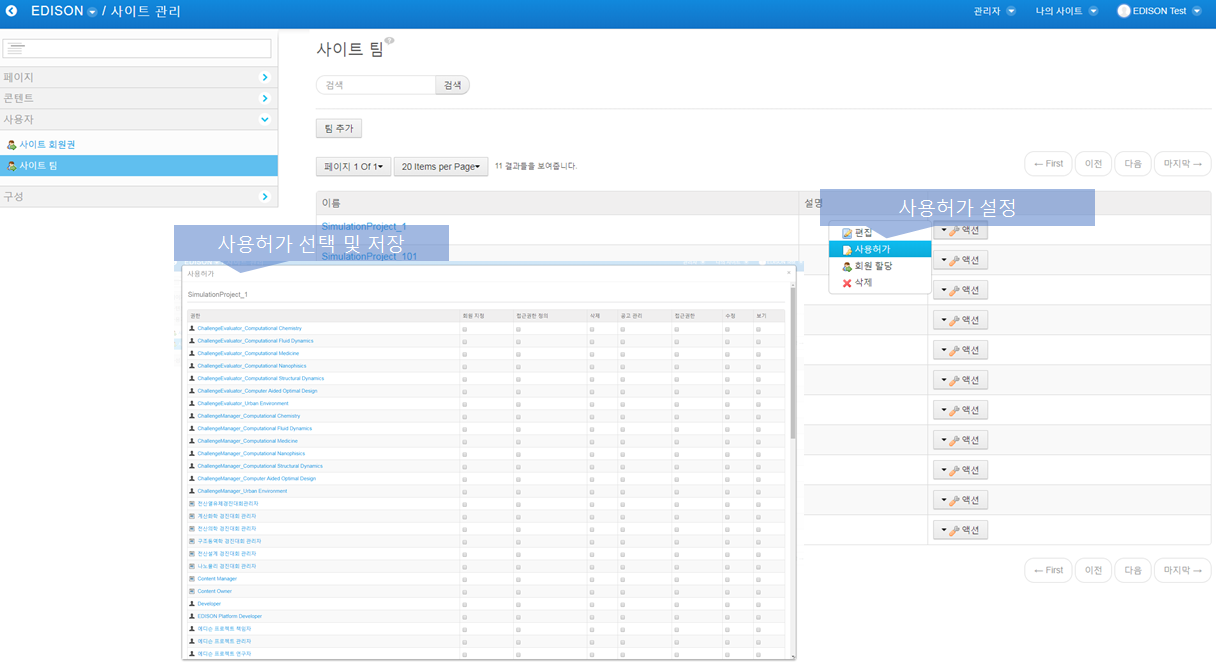 EDISON / 사이트 관리
관리자 나의 사이트 EDISON Test
페이지
콘텐트
사용자
사이트 회원권
사이트 팀
구성
사이트 팀
검색 검색
팀 추가
페이지 1 Of 1 20 Items per Page 11 결과들을 보여줍니다.
← First 이전 다음 마지막 →
이름 설명
사용허가 설정
SimulationProject_1
SimulationProject_101
편집
사용허가
회원 할당
삭제
액션
액션
액션
액션
액션
액션
액션
액션
액션
액션
액션
← First 이전 다음 마지막 →
사용허가 선택 및 저장
사용허가
SimulationProject_1
권한 회원 지정 접근권한 정의 삭제 공고 관리 접근권한 수정 보기
ChallengeEvaluator_Computational Chemistry
ChallengeEvaluator_Computational Fluid Dynamics
ChallengeEvaluator_Computational Medicine
ChallengeEvaluator_Computational Nanophisics
ChallengeEvaluator_Computational Structural Dynamics
ChallengeEvaluator_Computer Aided Optimal Design
ChallengeEvaluator_Urban Environment
ChallengeManager_Computational Chemistry
ChallengeManager_Computational Fluid Dynamics
ChallengeManager_Computational Medicine
ChallengeManager_Computational Nanophisics
ChallengeManager_Computational Structural Dynamics
ChallengeManager_Computer Aided Optimal Design
ChallengeManager_Urban Environment
전산열유체경진대회관리자
계산화학 경진대회 관리자
전산의학 경진대회 관리자
구조동역학 경진대회 관리자
전산설계 경진대회 관리자
나노물리 경진대회 관리자
Content Manager
Content Owner
Developer
EDISON Platform Developer
에디슨 프로젝트 책임자
에디슨 프로젝트 관리자
에디슨 프로젝트 연구자